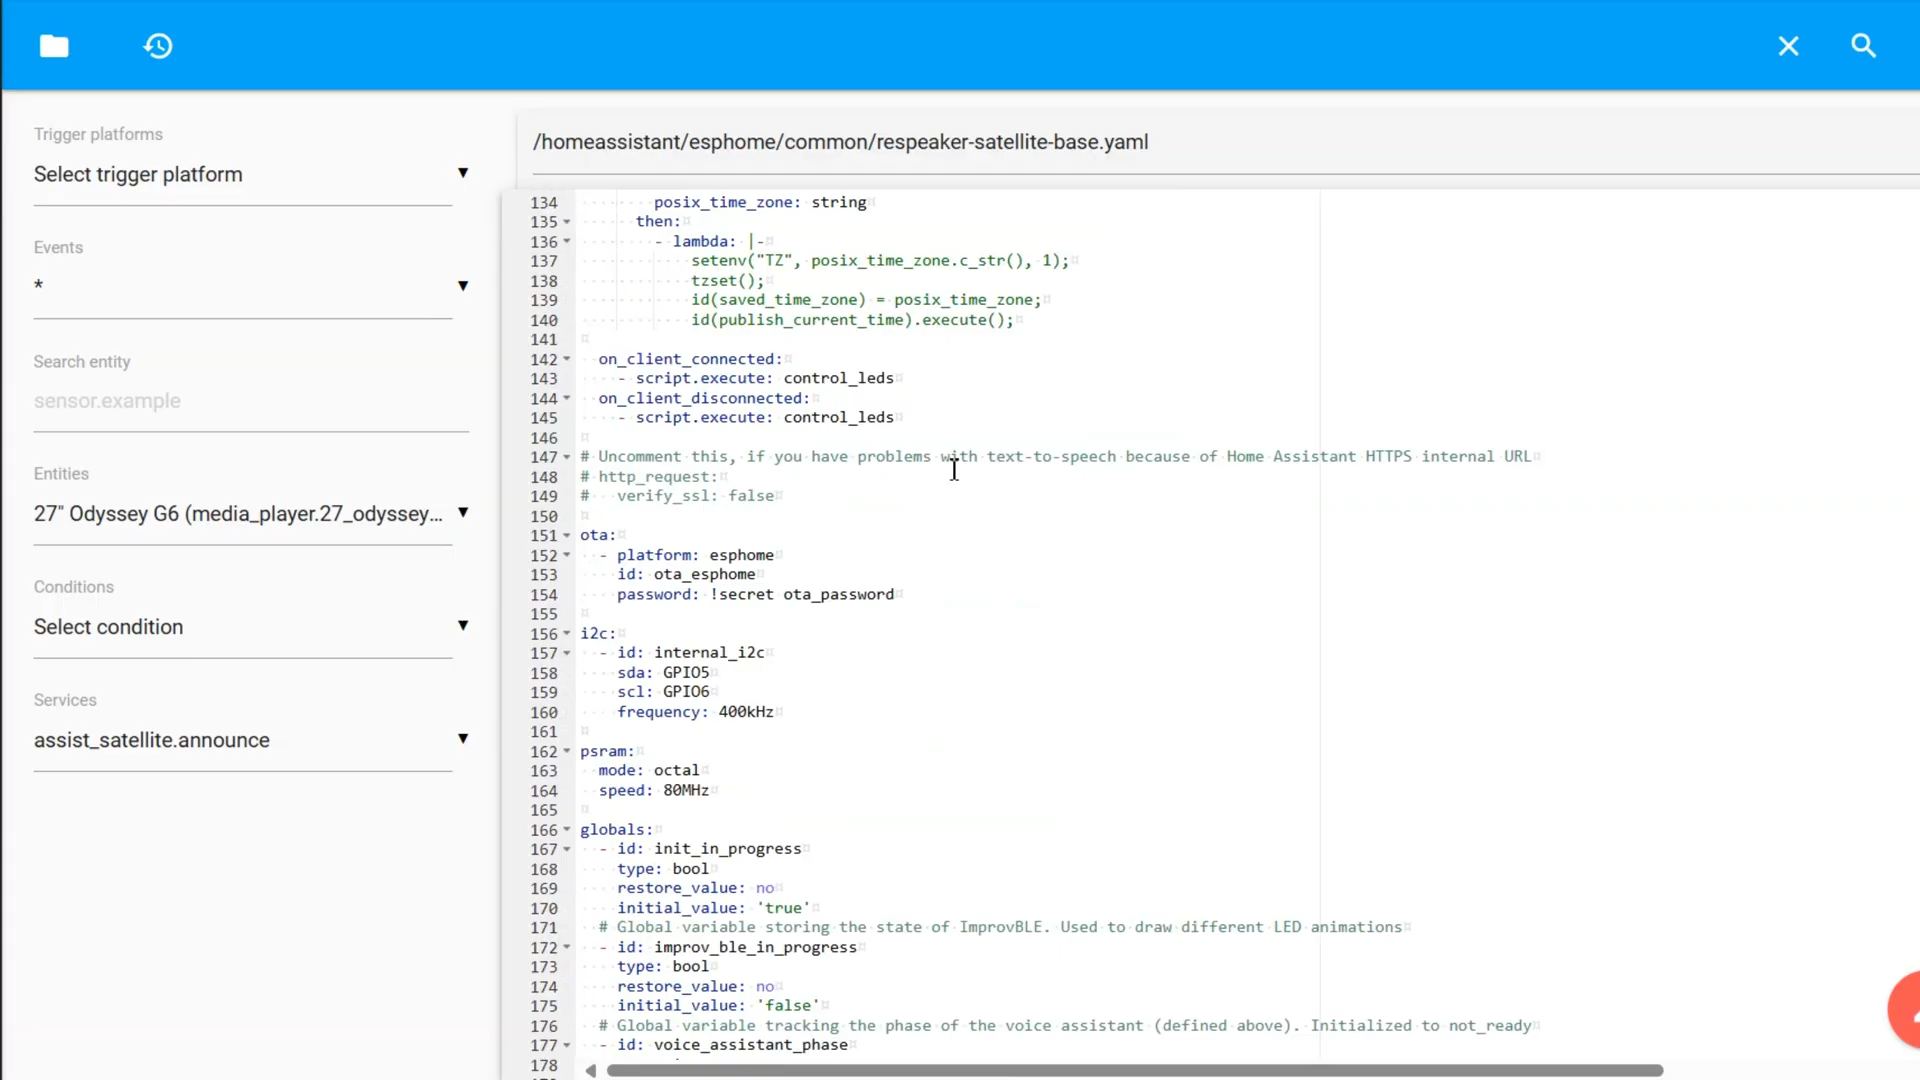 Trigger platforms
Select trigger platform
Events
*
Search entity
sensor.example
Entities
27" Odyssey G6 (media_player.27_odyssey...
Conditions
Select condition
Services
assist_satellite.announce
/homeassistant/esphome/common/respeaker-satellite-base.yaml
134 posix_time_zone: string
135 then:
136 - lambda: |-
137 setenv("TZ", posix_time_zone.c_str(), 1);
138 tzset();
139 id(saved_time_zone) = posix_time_zone;
140 id(publish_current_time).execute();
141
142 on_client_connected:
143 - script.execute: control_leds
144 on_client_disconnected:
145 - script.execute: control_leds
146
147 # Uncomment this, if you have problems with text-to-speech because of Home Assistant HTTPS internal URL
148 # http_request:
149 # verify_ssl: false
150
151 ota:
152 - platform: esphome
153 id: ota_esphome
154 password: !secret ota_password
155
156 i2c:
157 - id: internal_i2c
158 sda: GPIO5
159 scl: GPIO6
160 frequency: 400kHz
161
162 psram:
163 mode: octal
164 speed: 80MHz
165
166 globals:
167 - id: init_in_progress
168 type: bool
169 restore_value: no
170 initial_value: 'true'
171 # Global variable storing the state of ImprovBLE. Used to draw different LED animations
172 - id: improv_ble_in_progress
173 type: bool
174 restore_value: no
175 initial_value: 'false'
176 # Global variable tracking the phase of the voice assistant (defined above). Initialized to not_ready
177 - id: voice_assistant_phase
178